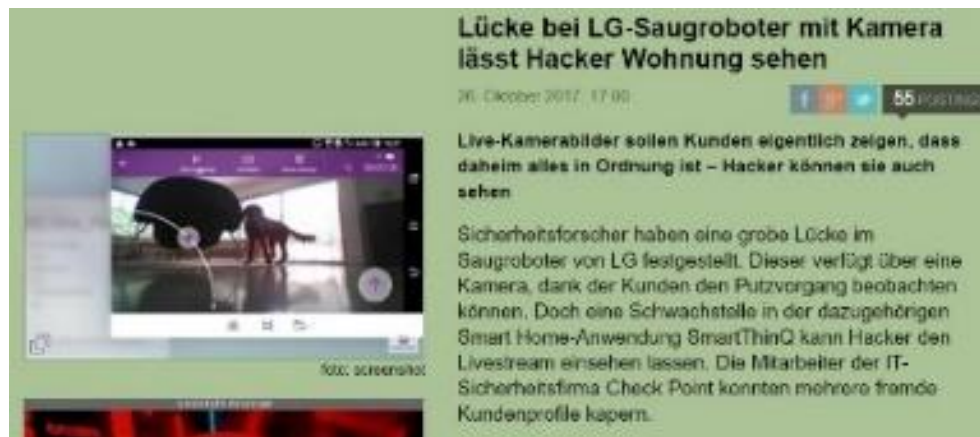 Lücke bei LG-Saugroboter mit Kamera
lässt Hacker Wohnung sehen
26. Oktober 2017, 17:00
55 POSTINGS
Live-Kamerabilder sollen Kunden eigentlich zeigen, dass
daheim alles in Ordnung ist – Hacker können sie auch
sehen
Sicherheitsforscher haben eine grobe Lücke im
Saugroboter von LG festgestellt. Dieser verfügt über eine
Kamera, dank der Kunden den Putzvorgang beobachten
können. Doch eine Schwachstelle in der dazugehörigen
Smart Home-Anwendung SmartThinQ kann Hacker den
Livestream einsehen lassen. Die Mitarbeiter der IT-
Sicherheitsfirma Check Point konnten mehrere fremde
Kundenprofile kapern.
foto: screenshot